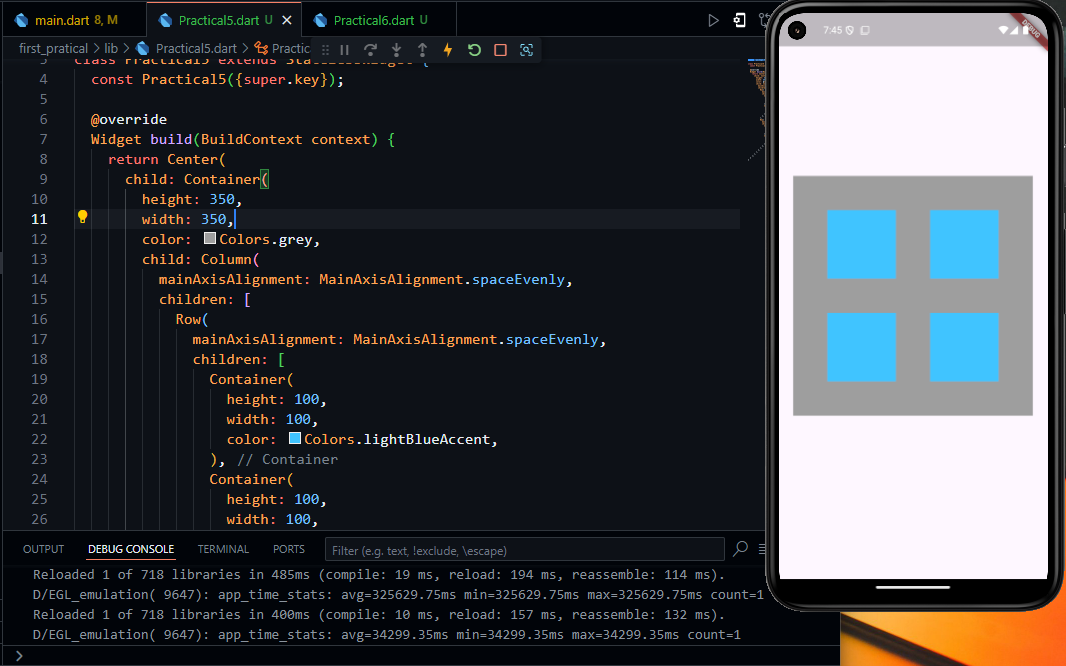 main.dart 8, M
Practical5.dart U
Practical6.dart U
first_pratical > lib > Practical5.dart > Practic
4 const Practical5({super.key});
5
6 @override
7 Widget build(BuildContext context) {
8 return Center(
9 child: Container(
10 height: 350,
11 width: 350,
12 color: Colors.grey,
13 child: Column(
14 mainAxisAlignment: MainAxisAlignment.spaceEvenly,
15 children: [
16 Row(
17 mainAxisAlignment: MainAxisAlignment.spaceEvenly,
18 children: [
19 Container(
20 height: 100,
21 width: 100,
22 color: Colors.lightBlueAccent,
23 ), // Container
24 Container(
25 height: 100,
26 width: 100,
OUTPUT DEBUG CONSOLE TERMINAL PORTS
Filter (e.g. text, !exclude, \escape)
Reloaded 1 of 718 libraries in 485ms (compile: 19 ms, reload: 194 ms, reassemble: 114 ms).
D/EGL_emulation( 9647): app_time_stats: avg=325629.75ms min=325629.75ms max=325629.75ms count=1
Reloaded 1 of 718 libraries in 400ms (compile: 10 ms, reload: 157 ms, reassemble: 132 ms).
D/EGL_emulation( 9647): app_time_stats: avg=34299.35ms min=34299.35ms max=34299.35ms count=1
>
7:45
DEBUG